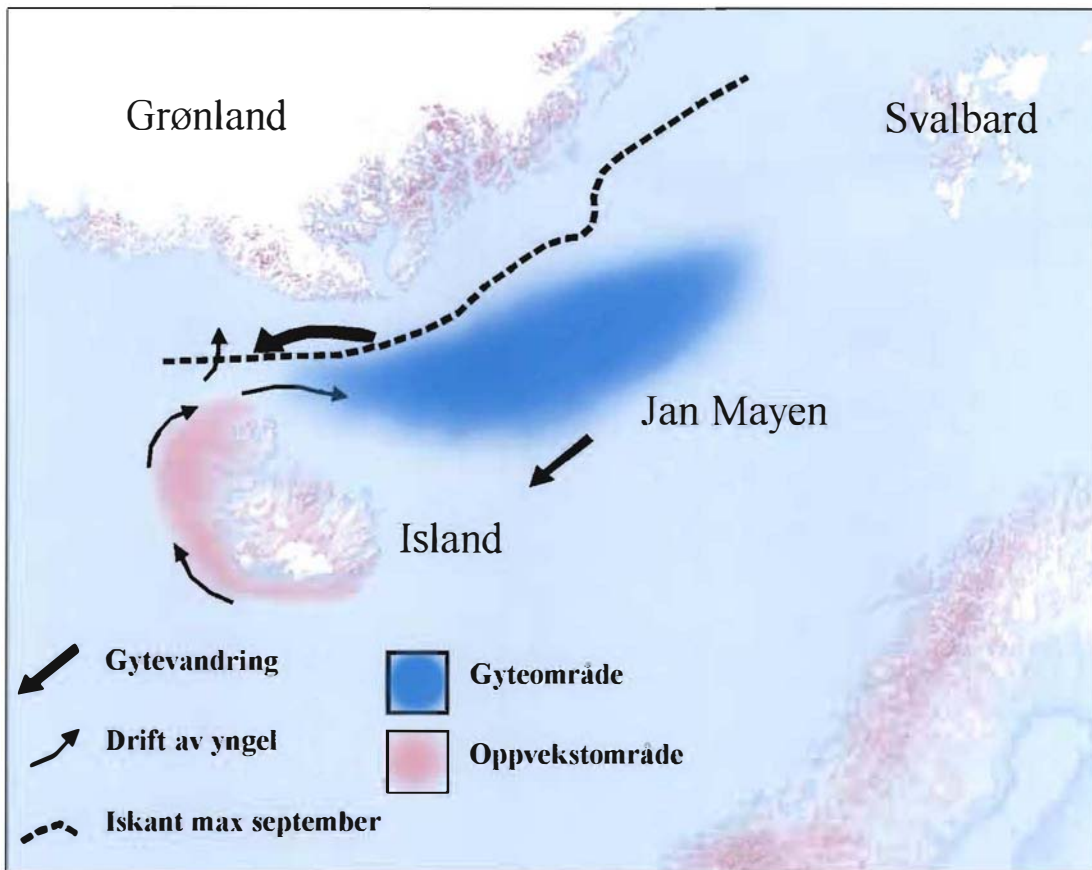 Grønland
Svalbard
Jan Mayen
Island
Gytevandring
Drift av yngel
Iskant max september
Gyteområde
Oppvekstområde